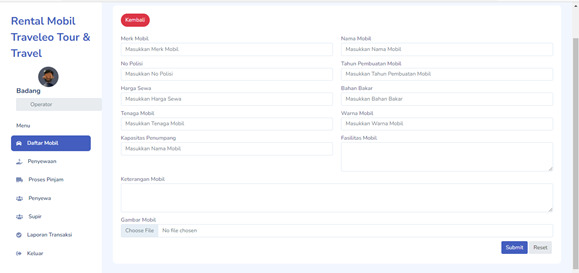 Rental Mobil
Traveleo Tour &
Travel
Badang
Operator
Menu
Daftar Mobil
Penyewaan
Proses Pinjam
Penyewa
Supir
Laporan Transaksi
Keluar
Kembali
Merk Mobil
Masukkan Merk Mobil
Nama Mobil
Masukkan Nama Mobil
No Polisi
Masukkan No Polisi
Tahun Pembuatan Mobil
Masukkan Tahun Pembuatan Mobil
Harga Sewa
Masukkan Harga Sewa
Bahan Bakar
Masukkan Bahan Bakar
Tenaga Mobil
Masukkan Tenaga Mobil
Warna Mobil
Masukkan Warna Mobil
Kapasitas Penumpang
Masukkan Nama Mobil
Fasilitas Mobil
Keterangan Mobil
Gambar Mobil
Choose File No file chosen
Submit Reset